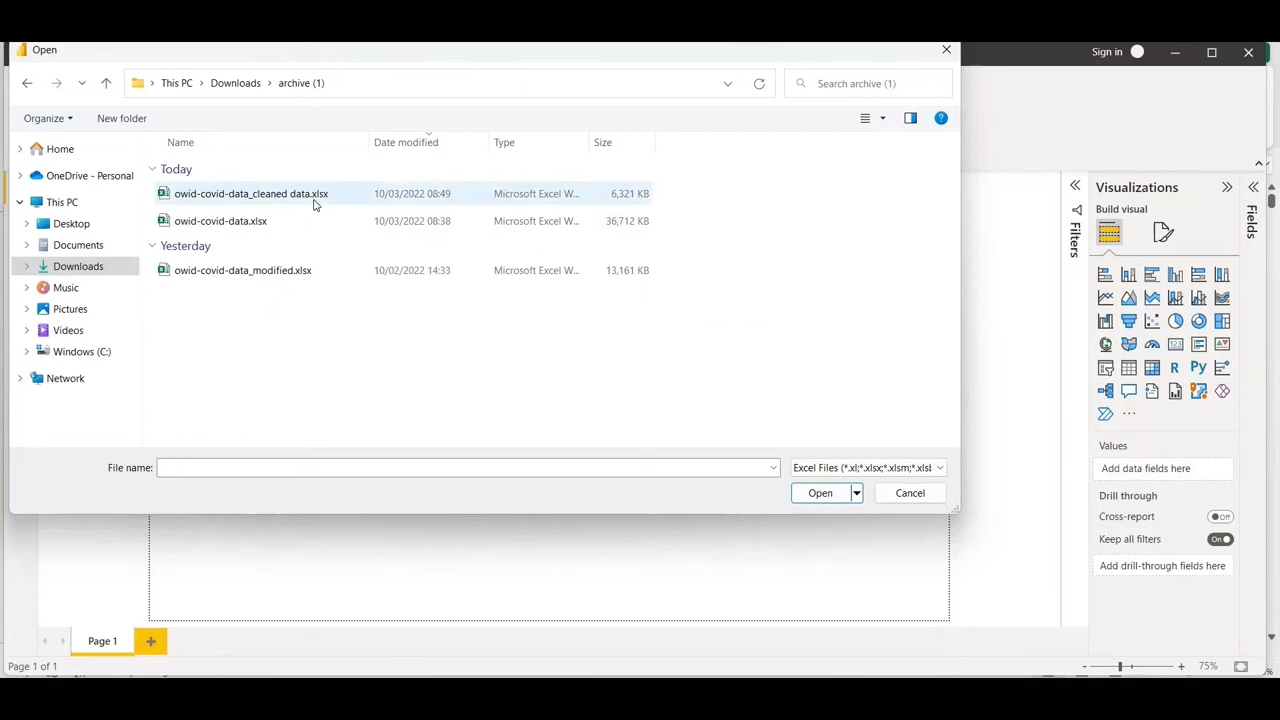 Open
Sign in
This PC > Downloads > archive (1)
Search archive (1)
Organize
New folder
Name
Date modified
Type
Size
Home
OneDrive - Personal
This PC
Desktop
Documents
Downloads
Music
Pictures
Videos
Windows (C:)
Network
Today
owid-covid-data_cleaned data.xlsx 10/03/2022 08:49 Microsoft Excel W... 6,321 KB
owid-covid-data.xlsx 10/03/2022 08:38 Microsoft Excel W... 36,712 KB
Yesterday
owid-covid-data_modified.xlsx 10/02/2022 14:33 Microsoft Excel W... 13,161 KB
File name:
Excel Files (*.xl;*.xlsx;*.xlsm;*.xlsb
Open
Cancel
Filters
Visualizations
Build visual
R
Py
123
...
Values
Add data fields here
Drill through
Cross-report
Off
Keep all filters
On
Add drill-through fields here
Fields
Page 1
Page 1 of 1
- + 75%